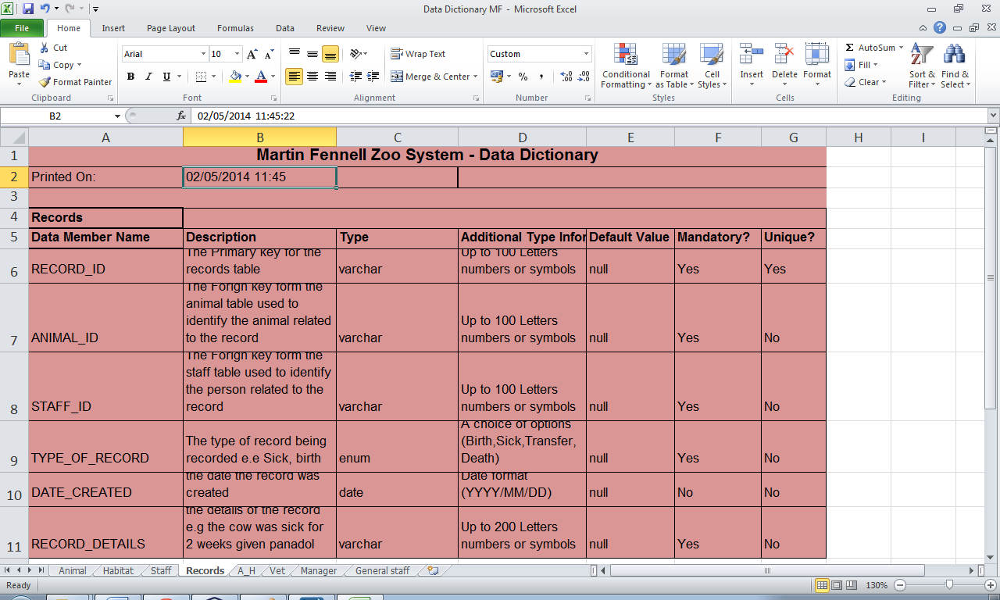 Data Dictionary MF - Microsoft Excel
File Home Insert Page Layout Formulas Data Review View
Paste
Cut
Copy
Format Painter
Clipboard
Arial 10
B I U
Font
Wrap Text
Merge & Center
Alignment
Custom
% ,
Number
Conditional Formatting
Format as Table
Cell Styles
Styles
Insert
Delete
Format
Cells
Σ AutoSum
Fill
Clear
Sort & Filter
Find & Select
Editing
B2 fx 02/05/2014 11:45:22
A B C D E F G H I
1 Martin Fennell Zoo System - Data Dictionary
2 Printed On: 02/05/2014 11:45
3
4 Records
5 Data Member Name Description Type Additional Type Infor Default Value Mandatory? Unique?
6 RECORD_ID The Primary key for the records table varchar Up to 100 Letters numbers or symbols null Yes Yes
7 ANIMAL_ID The Forign key form the animal table used to identify the animal related to the record varchar Up to 100 Letters numbers or symbols null Yes No
8 STAFF_ID The Forign key form the staff table used to identify the person related to the record varchar Up to 100 Letters numbers or symbols null Yes No
9 TYPE_OF_RECORD The type of record being recorded e.e Sick, birth enum A choice of options (Birth,Sick,Transfer, Death) null Yes No
10 DATE_CREATED the date the record was created date Date format (YYYY/MM/DD) null No No
11 RECORD_DETAILS the details of the record e.g the cow was sick for 2 weeks given panadol varchar Up to 200 Letters numbers or symbols null Yes No
Animal Habitat Staff Records A_H Vet Manager General staff
Ready 130%